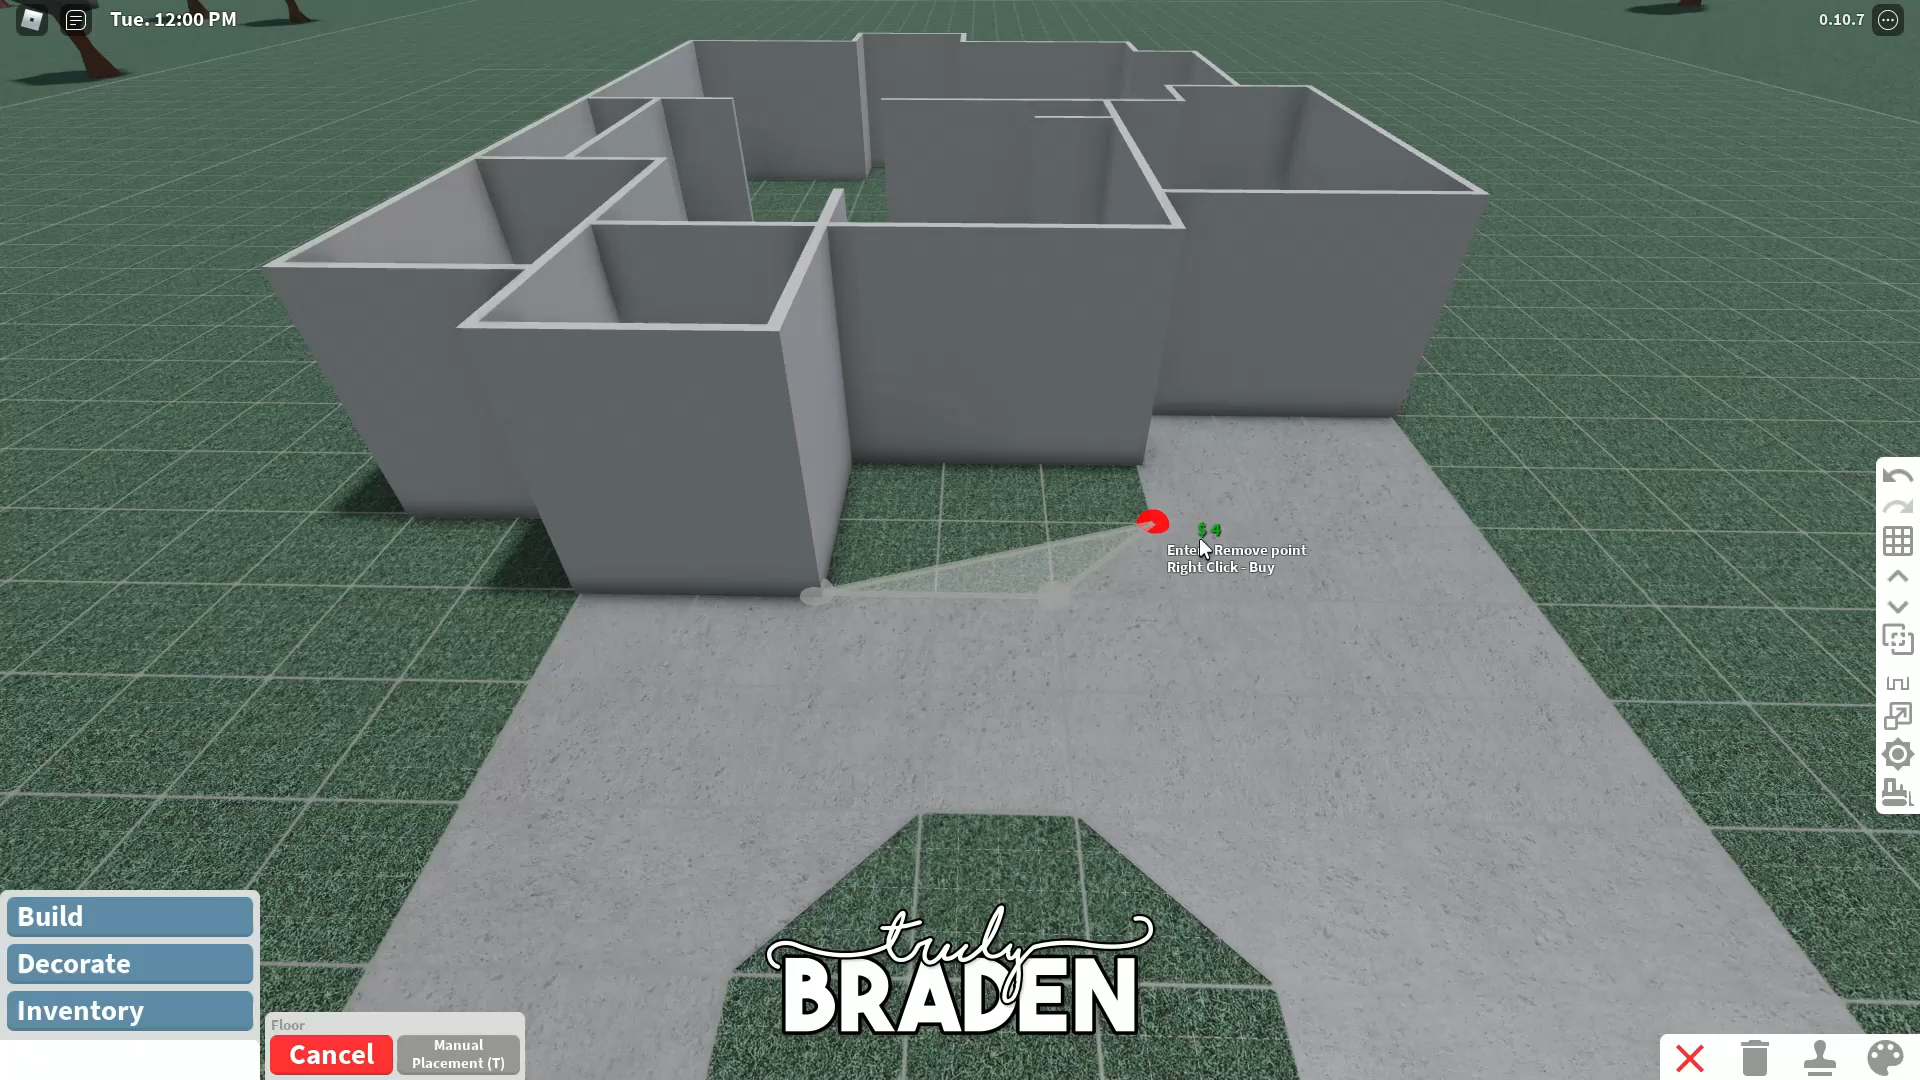 Tue. 12:00 PM
0.10.7
$ 4
Enter - Remove point
Right Click - Buy
Build
Decorate
Inventory
Floor
Cancel
Manual
Placement (T)
truly
BRADEN